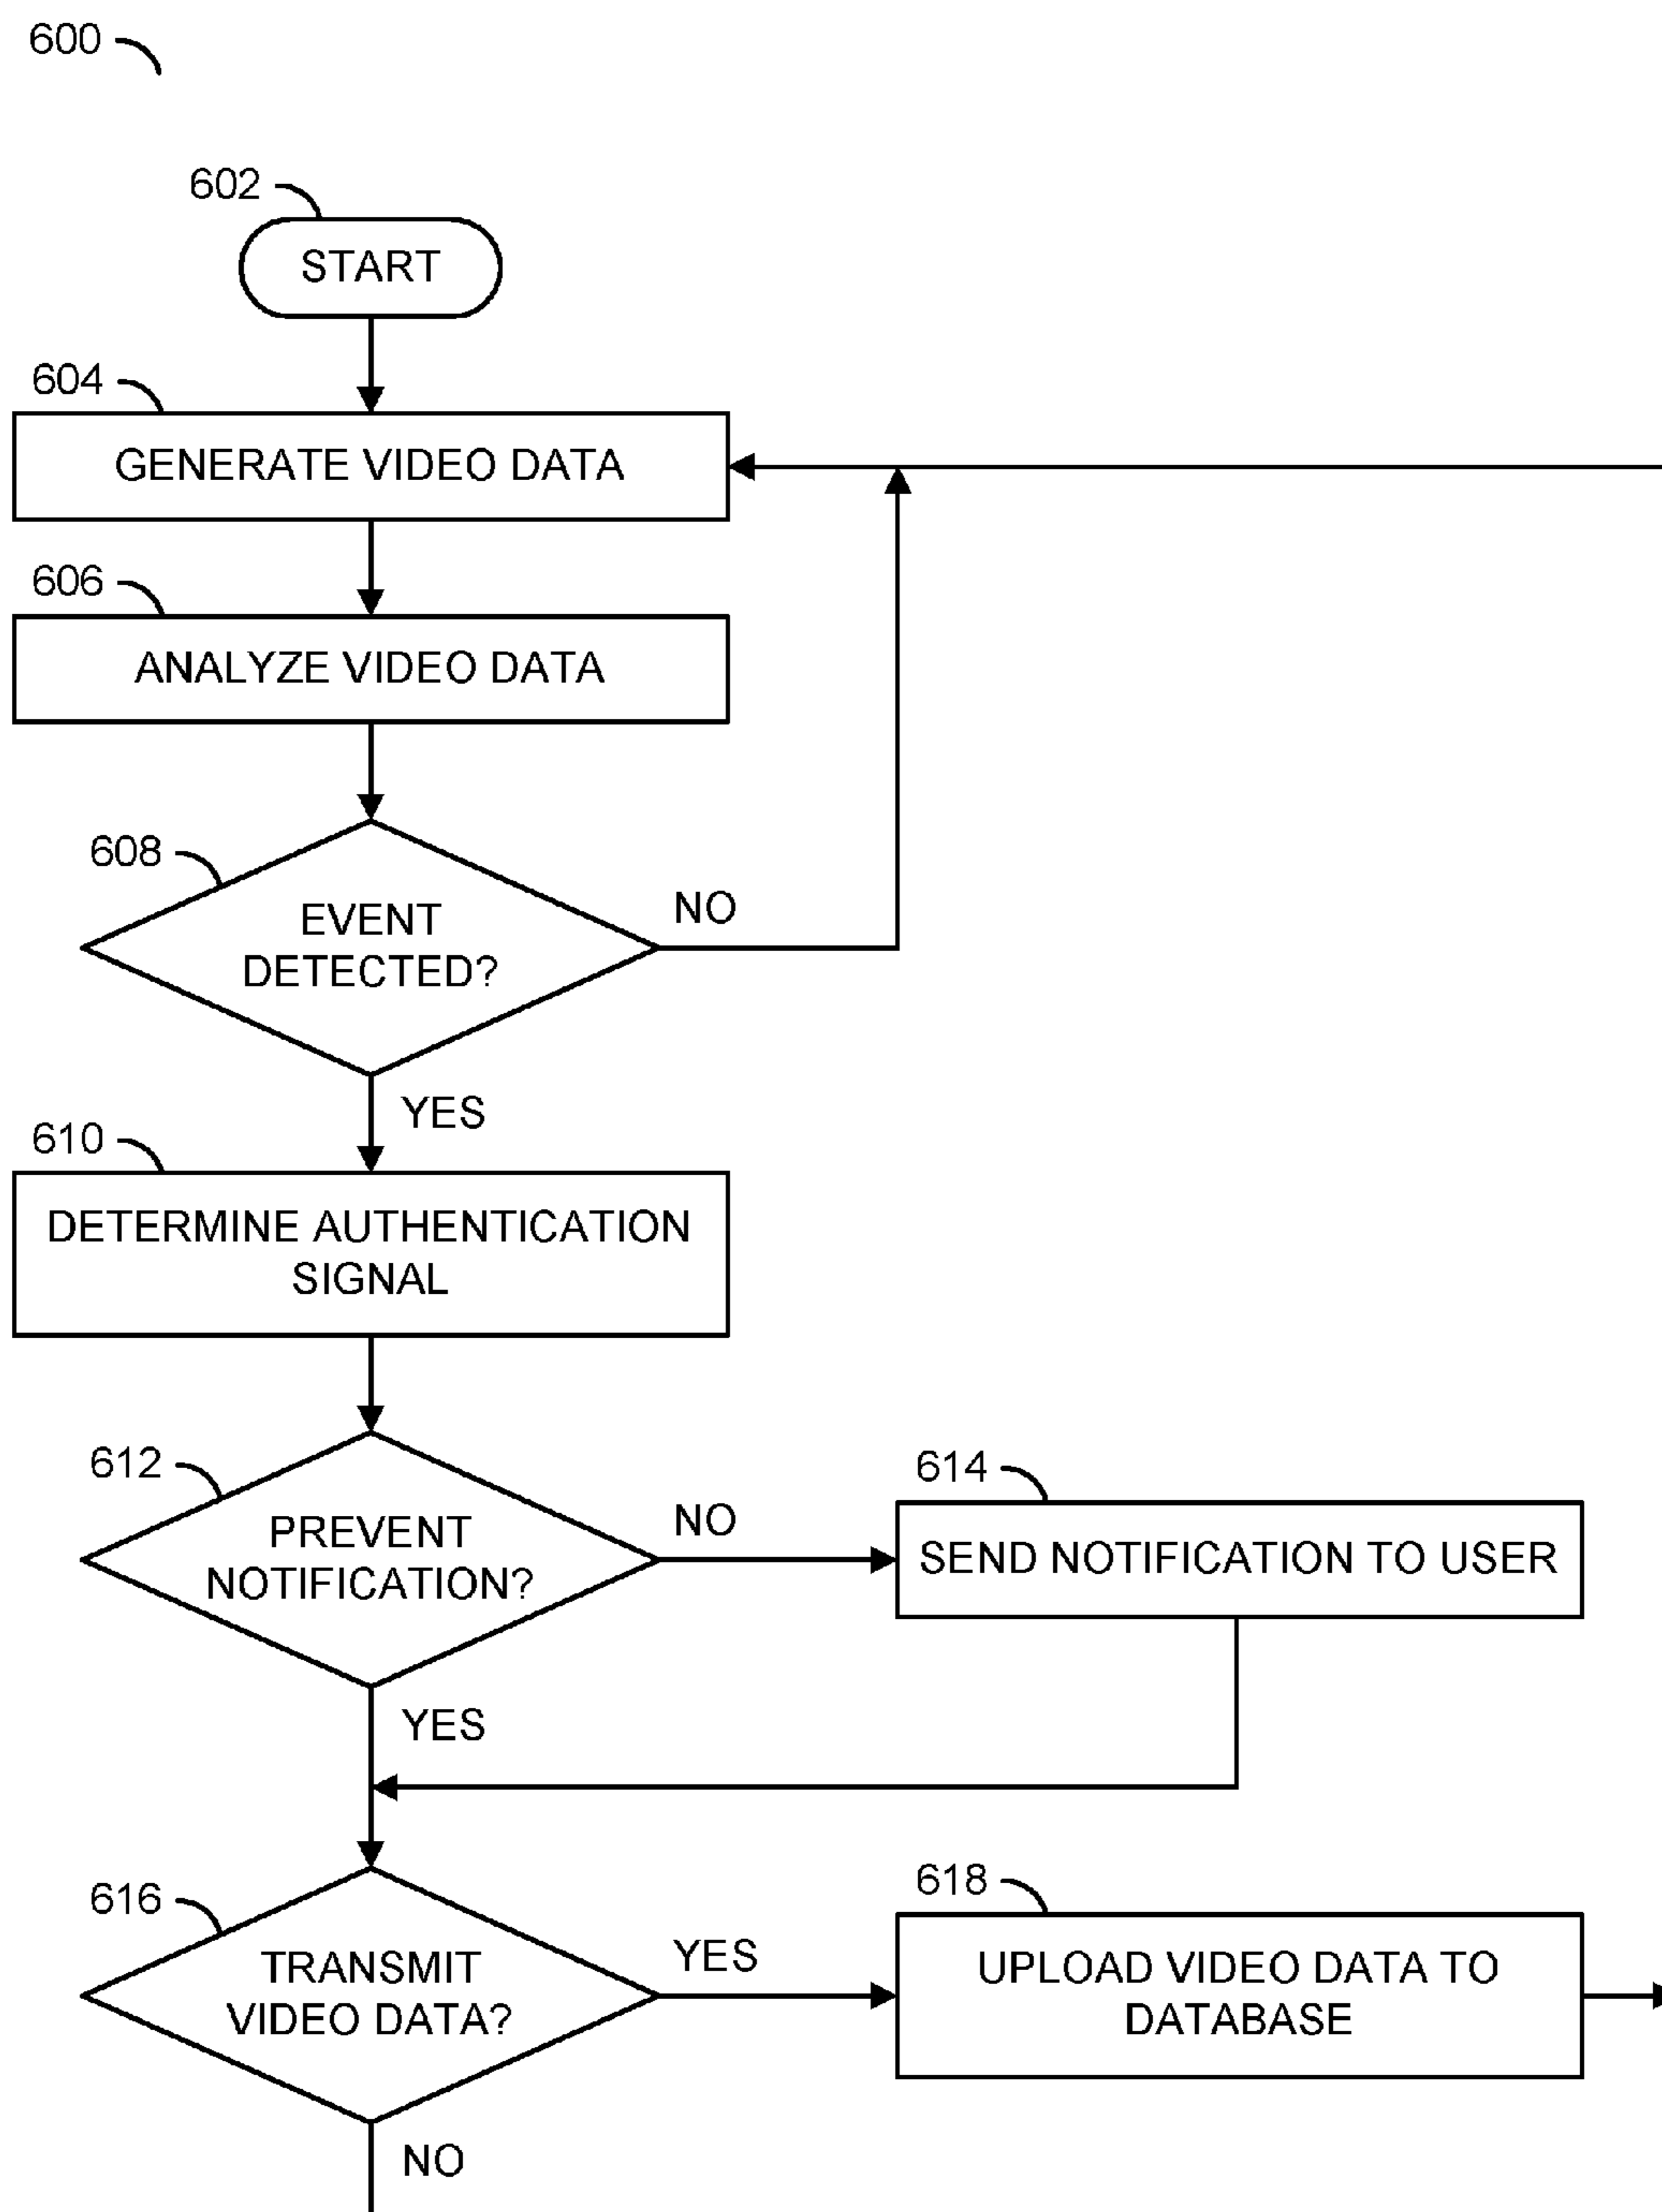 600
602
START
604
GENERATE VIDEO DATA
606
ANALYZE VIDEO DATA
608
EVENT
DETECTED?
NO
YES
610
DETERMINE AUTHENTICATION
SIGNAL
612
PREVENT
NOTIFICATION?
NO
614
SEND NOTIFICATION TO USER
YES
616
TRANSMIT
VIDEO DATA?
YES
618
UPLOAD VIDEO DATA TO
DATABASE
NO